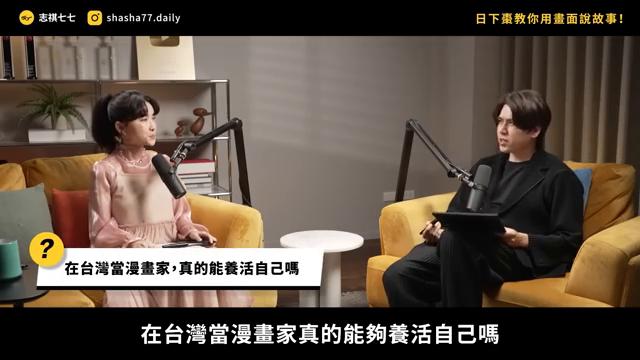 志祺七七
shasha77.daily
日下棗教你用畫面說故事！
?
在台灣當漫畫家，真的能養活自己嗎
在台灣當漫畫家真的能夠養活自己嗎